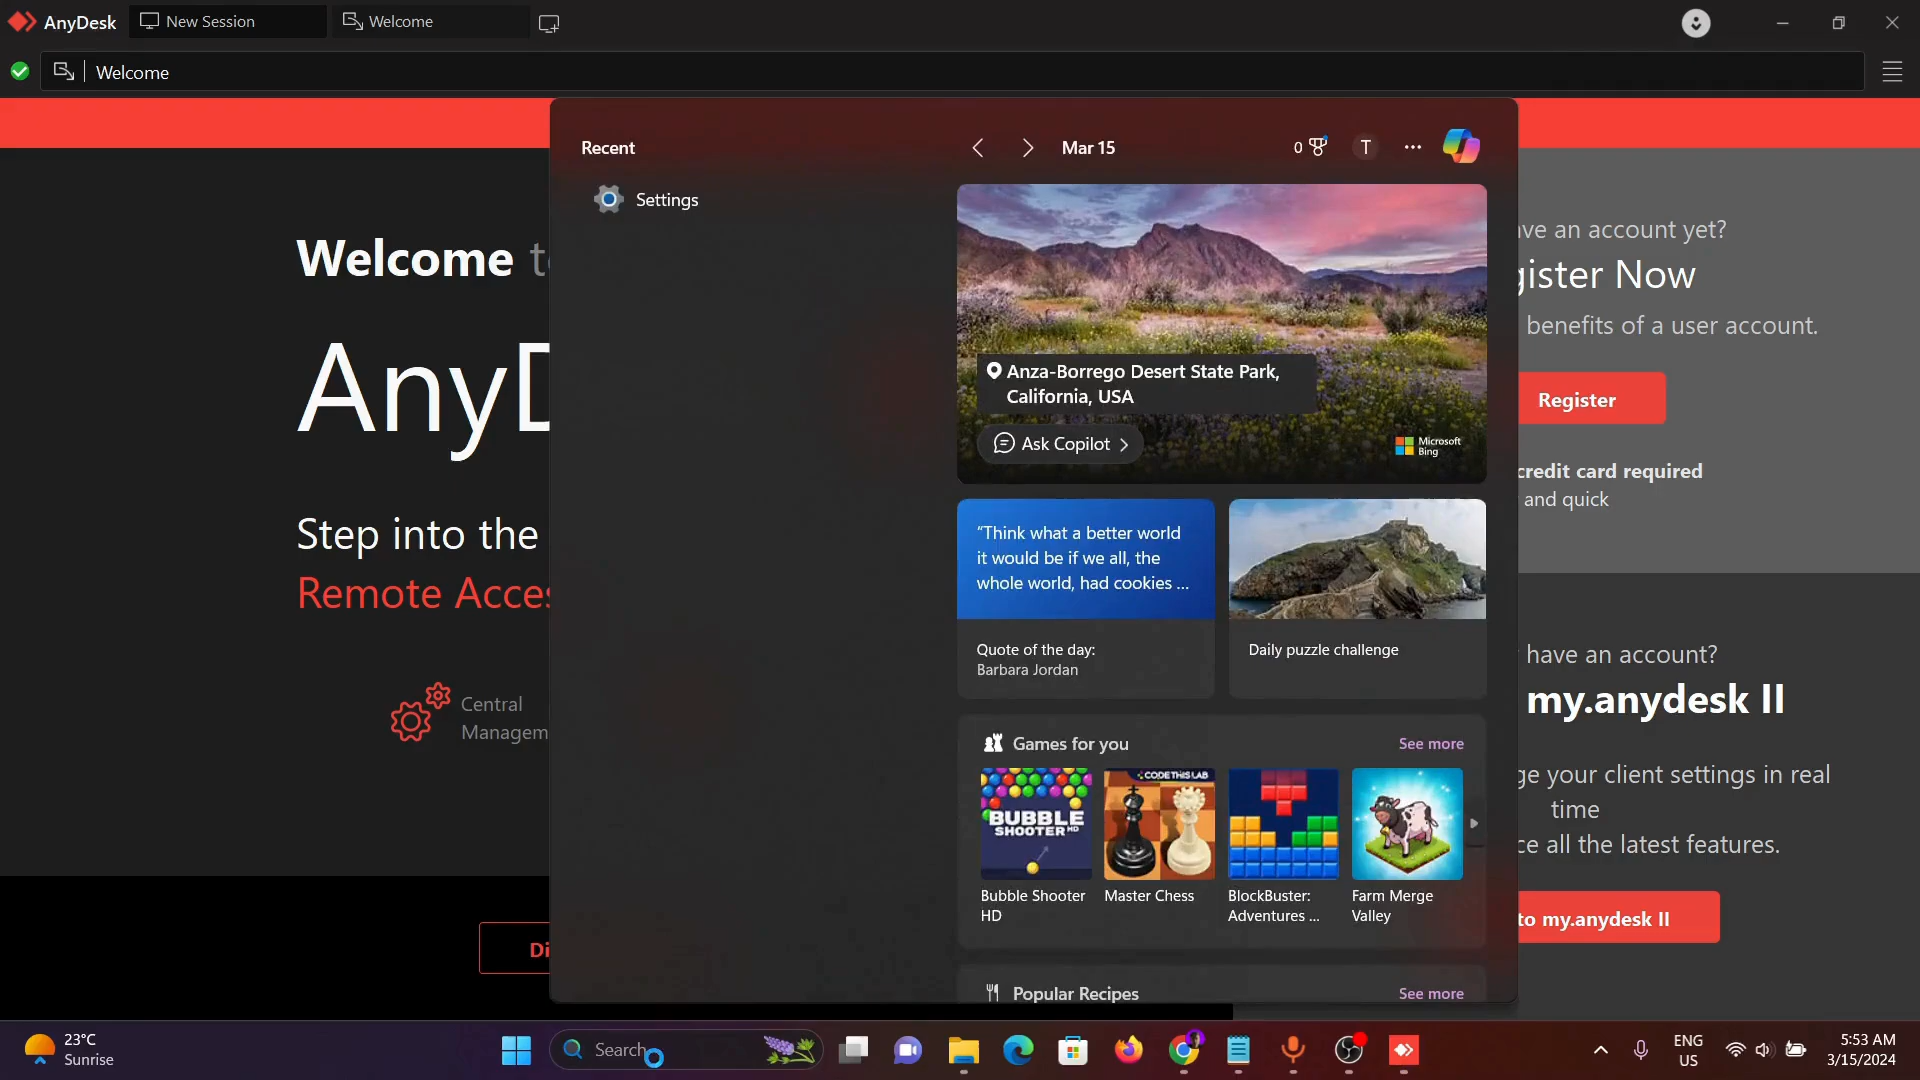 AnyDesk
New Session
Welcome
Welcome
Recent
Settings
Mar 15
0
T
Anza-Borrego Desert State Park,
California, USA
Ask Copilot
Microsoft
Bing
“Think what a better world
it would be if we all, the
whole world, had cookies ...
Quote of the day:
Barbara Jordan
Daily puzzle challenge
Games for you
See more
CODE THIS LAB
BUBBLE
SHOOTER HD
Bubble Shooter
HD
Master Chess
BlockBuster:
Adventures ...
Farm Merge
Valley
Popular Recipes
See more
Welcome
AnyD
Step into the
Remote Acces
Central
Managem
Di
ve an account yet?
gister Now
benefits of a user account.
Register
credit card required
and quick
have an account?
my.anydesk II
ge your client settings in real
time
ce all the latest features.
to my.anydesk II
23°C
Sunrise
Search
ENG
US
5:53 AM
3/15/2024